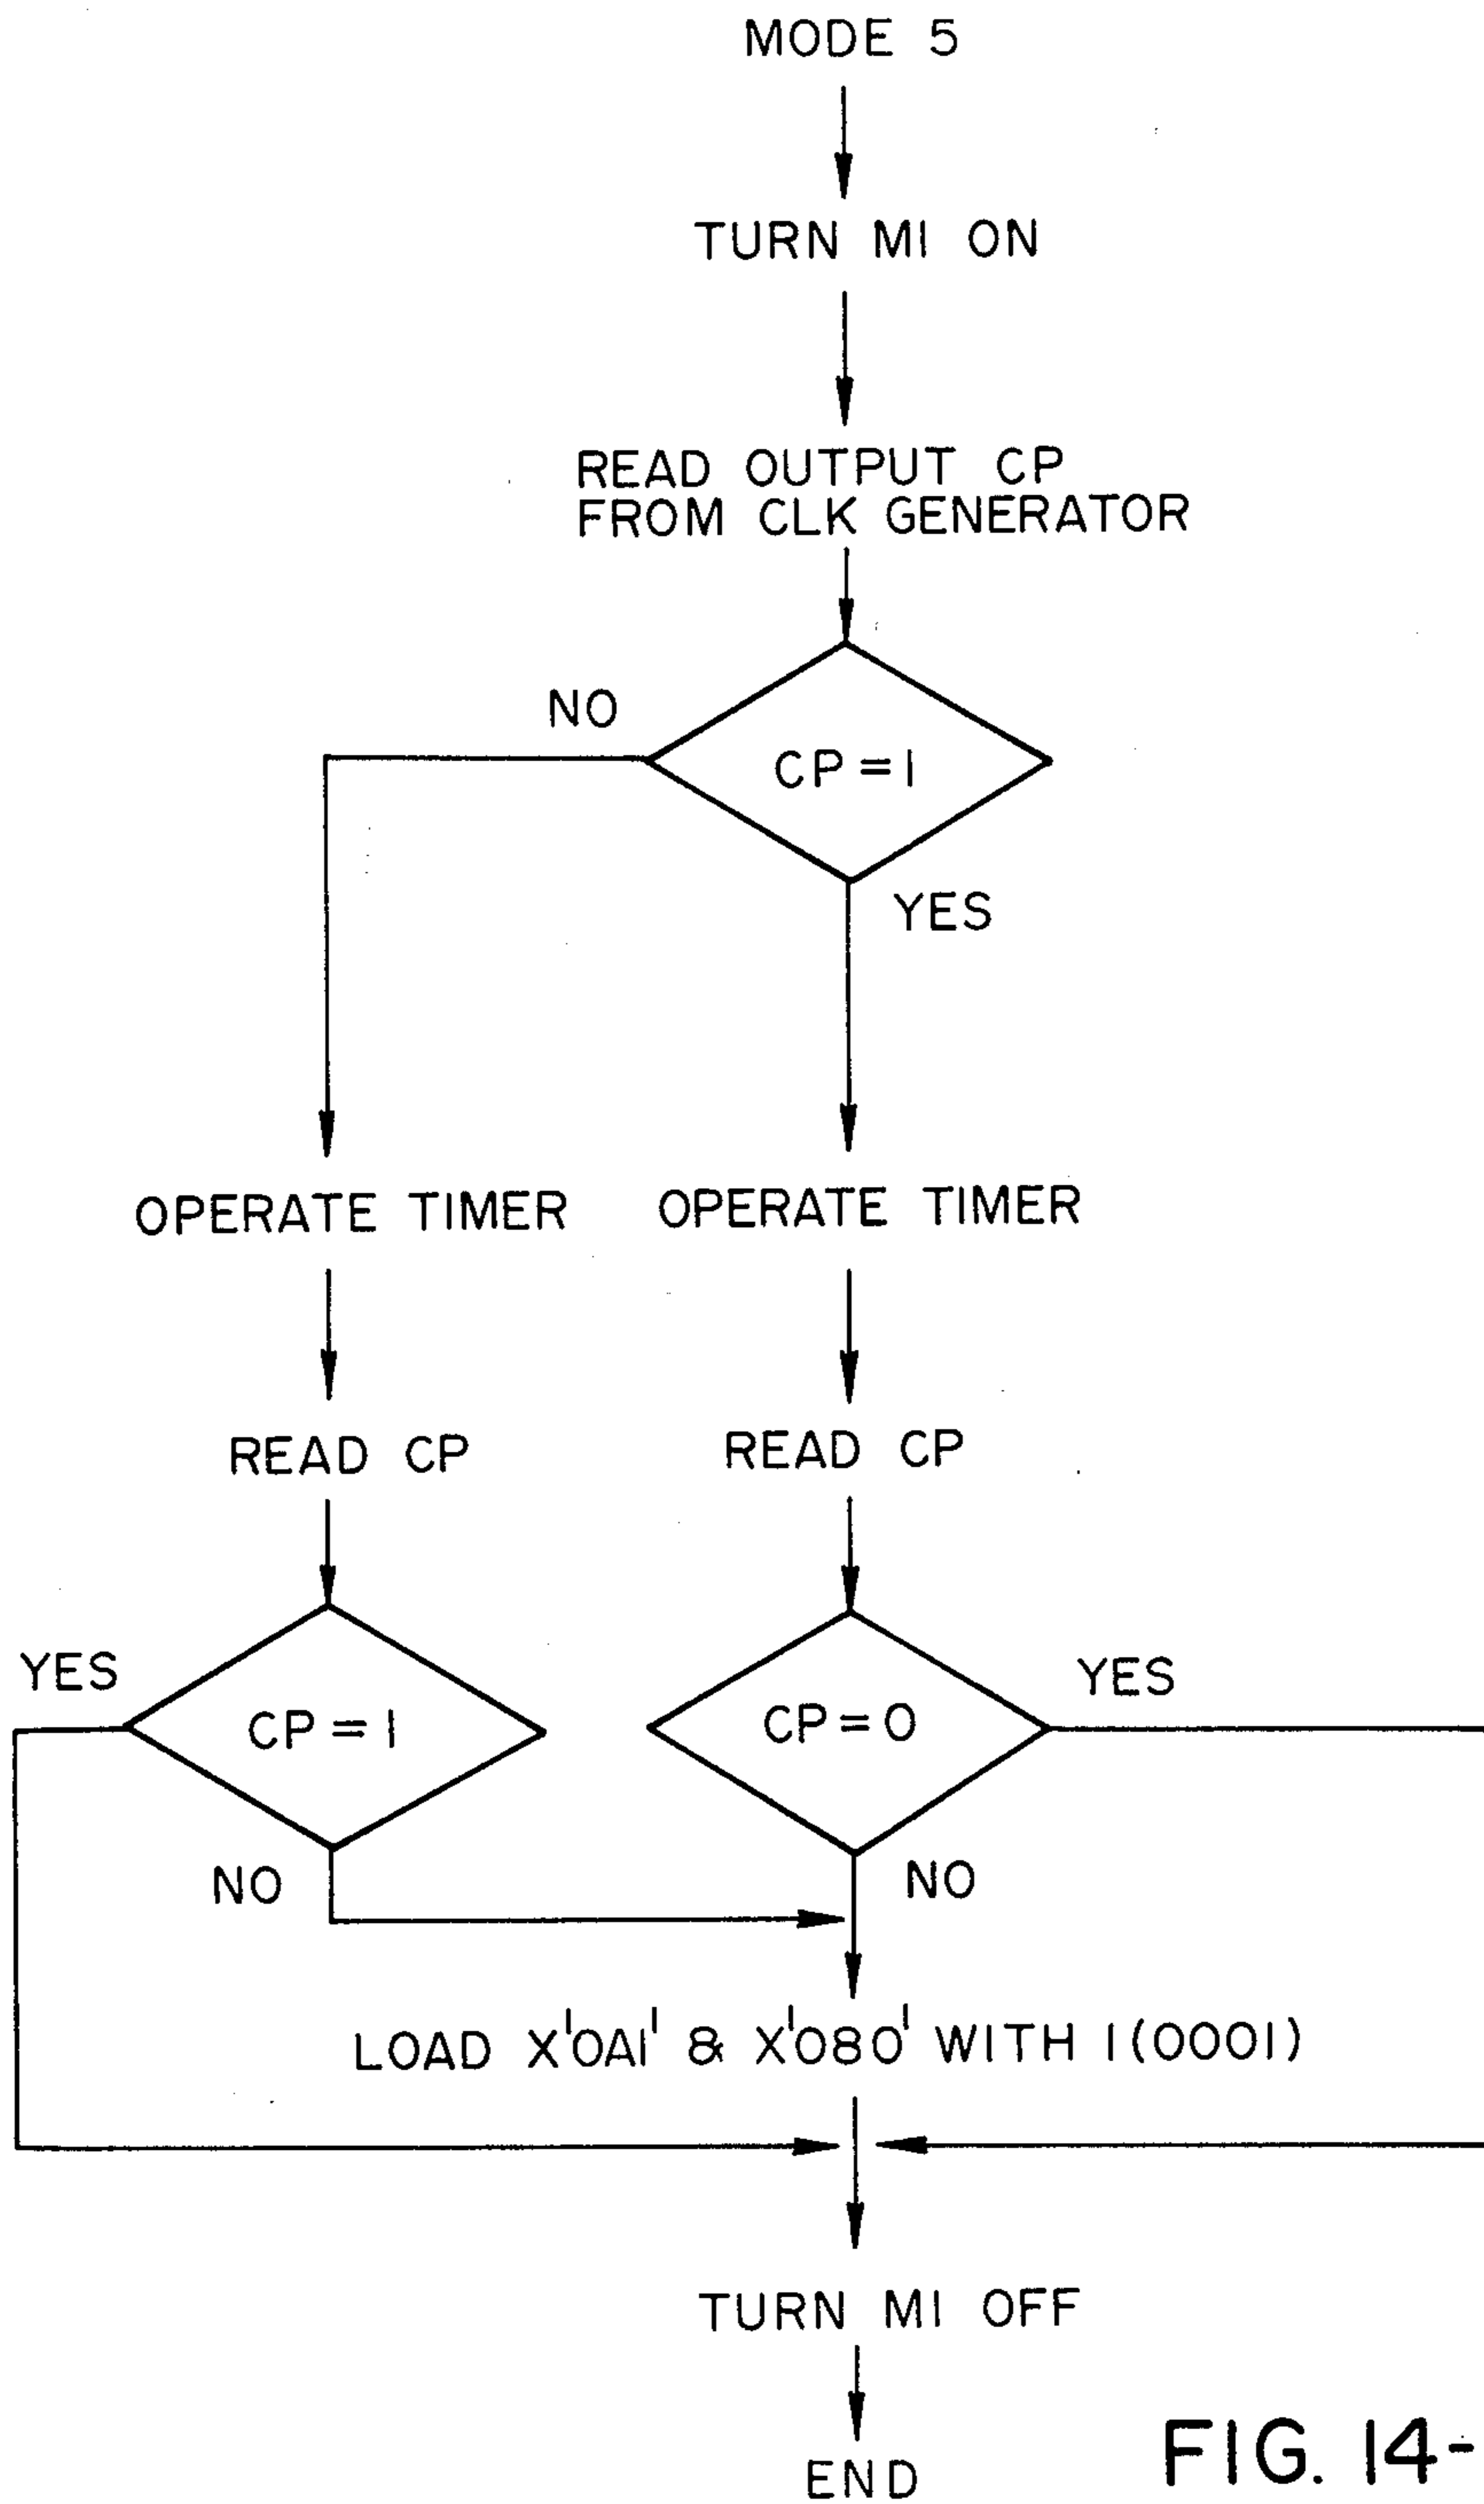 MODE 5
TURN M1 ON
READ OUTPUT CP
FROM CLK GENERATOR
NO
CP=1
YES
OPERATE TIMER OPERATE TIMER
READ CP READ CP
YES CP=1 CP=0 YES
NO NO
LOAD X'0A1' & X'080' WITH 1(0001)
TURN M1 OFF
END
FIG. 14-